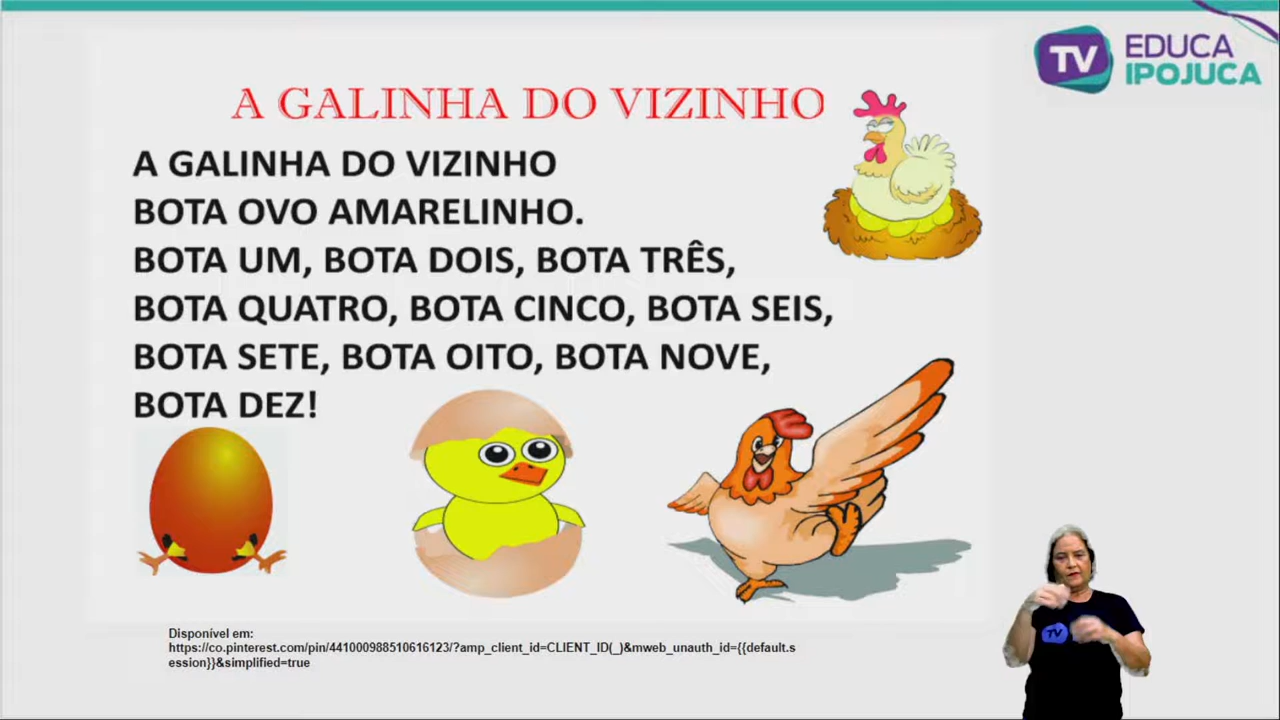 TV EDUCA
IPOJUCA
A GALINHA DO VIZINHO
A GALINHA DO VIZINHO
BOTA OVO AMARELINHO.
BOTA UM, BOTA DOIS, BOTA TRÊS,
BOTA QUATRO, BOTA CINCO, BOTA SEIS,
BOTA SETE, BOTA OITO, BOTA NOVE,
BOTA DEZ!
Disponível em:
https://co.pinterest.com/pin/441000988510616123/?amp_client_id=CLIENT_ID(_)&mweb_unauth_id={{default.s
ession}}&simplified=true
TV